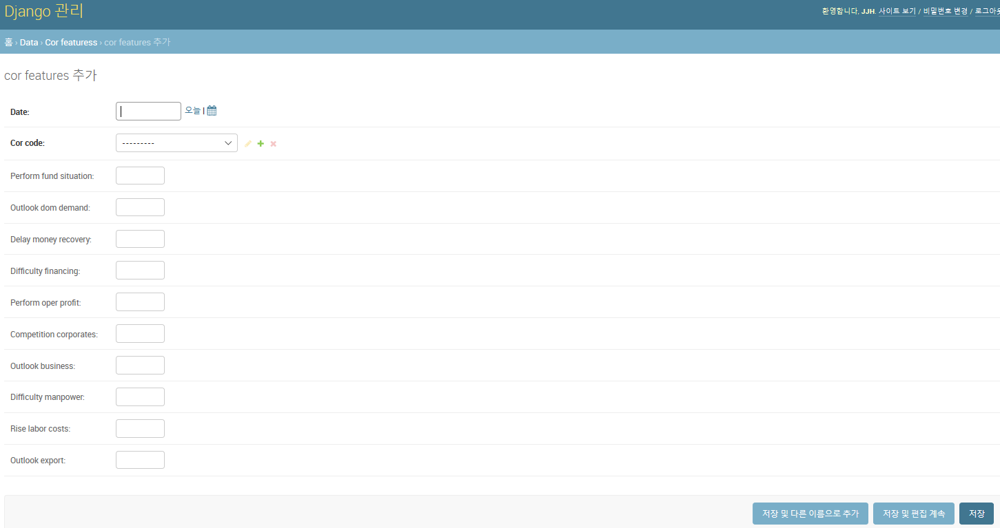 Django 관리
환영합니다, JJH. 사이트 보기 / 비밀번호 변경 / 로그아웃
홈 › Data › Cor featuress › cor features 추가
cor features 추가
Date: 오늘 |
Cor code: ---------
Perform fund situation:
Outlook dom demand:
Delay money recovery:
Difficulty financing:
Perform oper profit:
Competition corporates:
Outlook business:
Difficulty manpower:
Rise labor costs:
Outlook export:
저장 및 다른 이름으로 추가 저장 및 편집 계속 저장